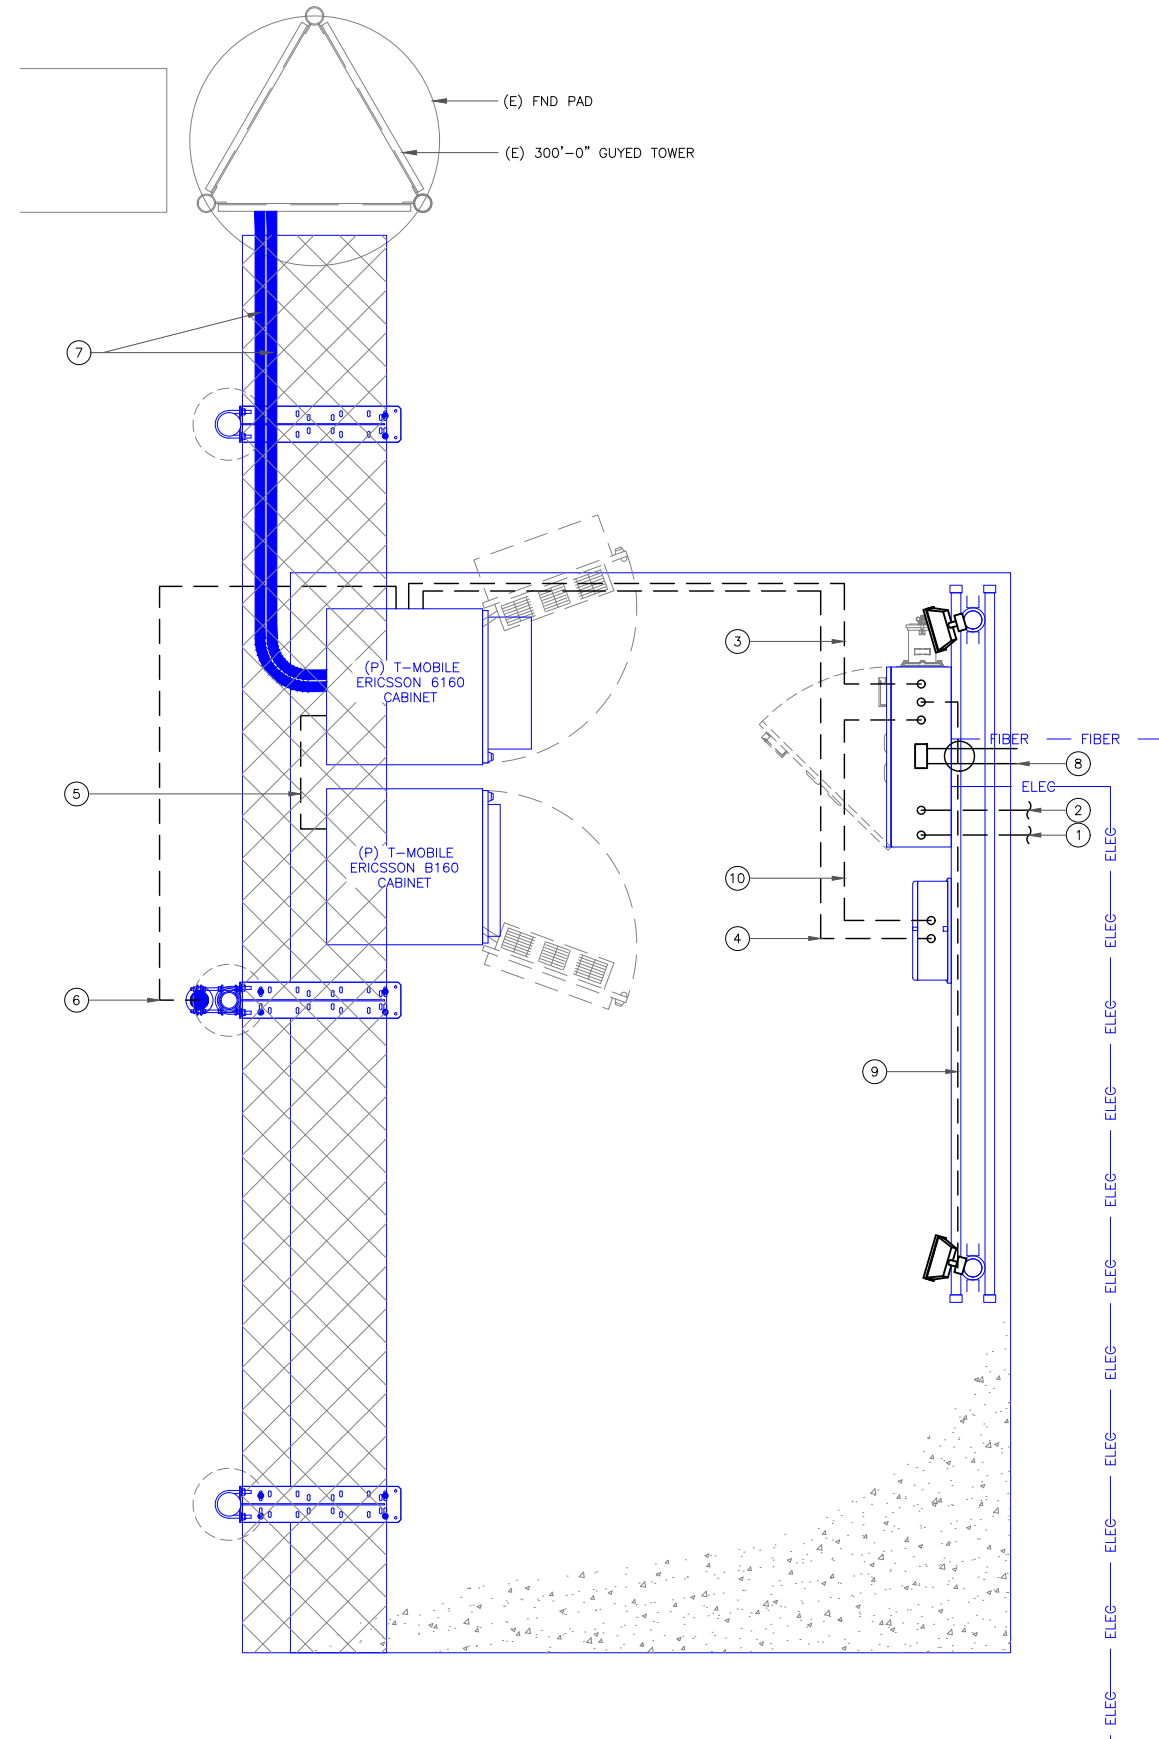 (E) FND PAD
(E) 300'-0" GUYED TOWER
7
3
(P) T-MOBILE
ERICSSON 6160
CABINET
FIBER
FIBER
8
ELEC
5
2
1
(P) T-MOBILE
ERICSSON B160
CABINET
ELEC
10
4
ELEC
6
ELEC
9
ELEC
ELEC
ELEC
ELEC
ELEC
ELEC
ELEC
ELEC